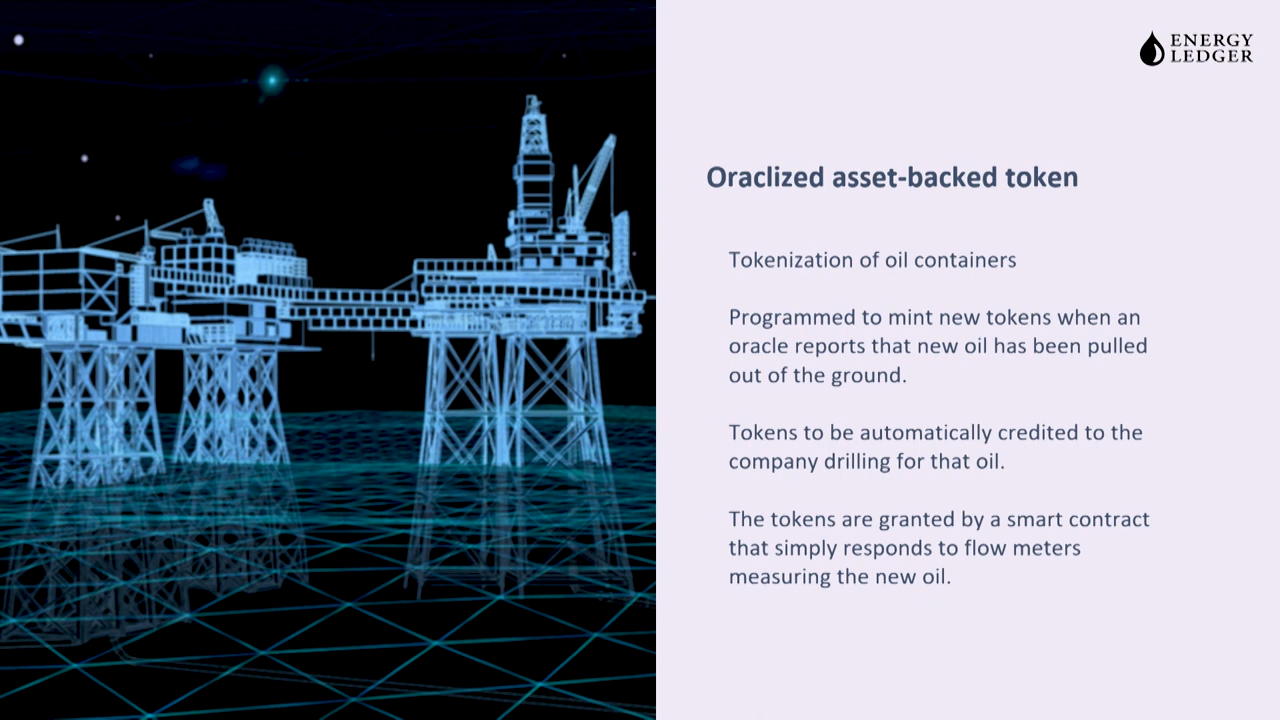 ENERGY
LEDGER
Oraclized asset-backed token
Tokenization of oil containers
Programmed to mint new tokens when an
oracle reports that new oil has been pulled
out of the ground.
Tokens to be automatically credited to the
company drilling for that oil.
The tokens are granted by a smart contract
that simply responds to flow meters
measuring the new oil.